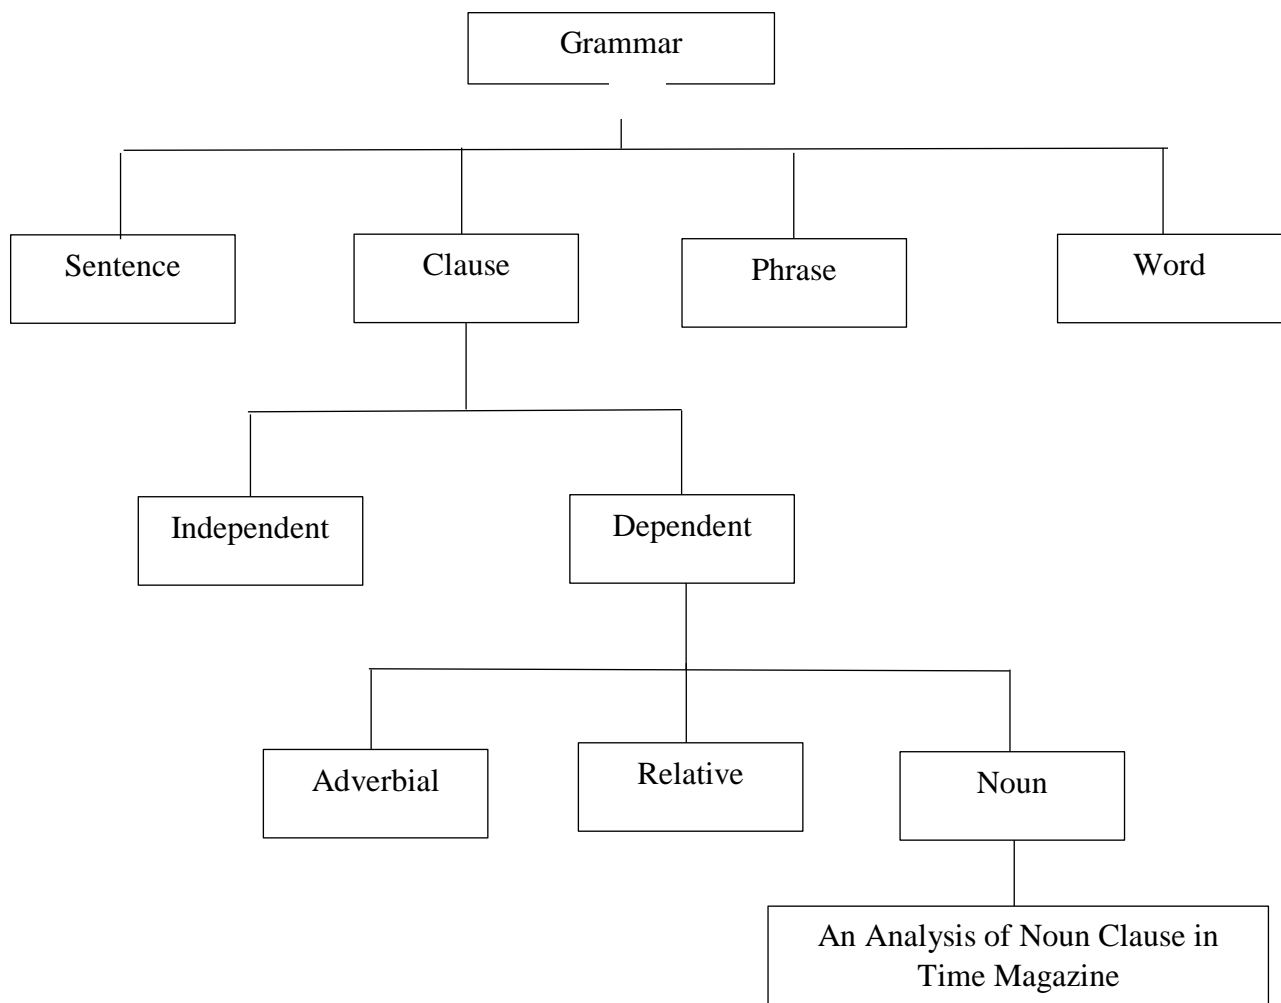 Grammar
Sentence
Clause
Phrase
Word
Independent
Dependent
Adverbial
Relative
Noun
An Analysis of Noun Clause in
Time Magazine